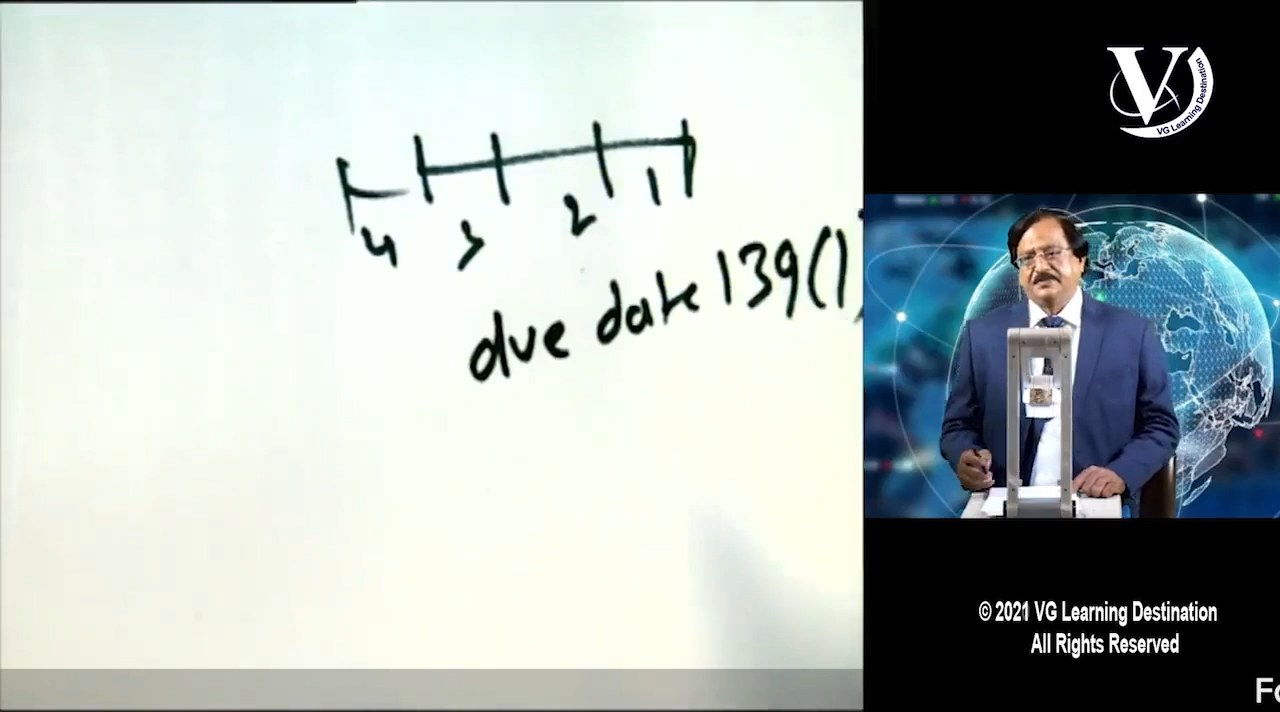 4 3 2 1
due date 139(1)
V
VG Learning Destination
© 2021 VG Learning Destination
All Rights Reserved